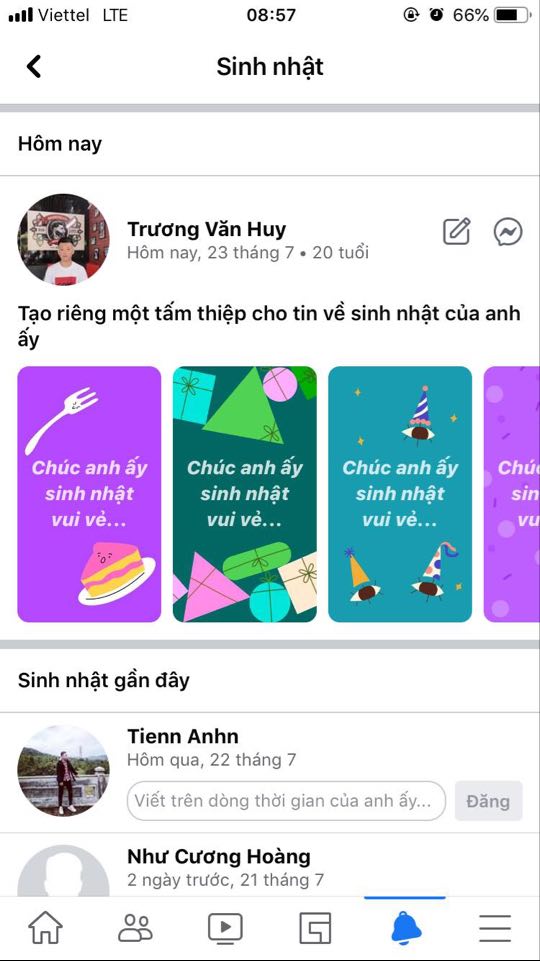 Viettel LTE 08:57 66%
Sinh nhật
Hôm nay
Trương Văn Huy
Hôm nay, 23 tháng 7 • 20 tuổi
Tạo riêng một tấm thiệp cho tin về sinh nhật của anh
ấy
Chúc anh ấy
sinh nhật
vui vẻ...
Chúc anh ấy
sinh nhật
vui vẻ...
Chúc anh ấy
sinh nhật
vui vẻ...
Chú
sin
vu
Sinh nhật gần đây
Tienn Anhn
Hôm qua, 22 tháng 7
Viết trên dòng thời gian của anh ấy...
Đăng
Như Cương Hoàng
2 ngày trước, 21 tháng 7